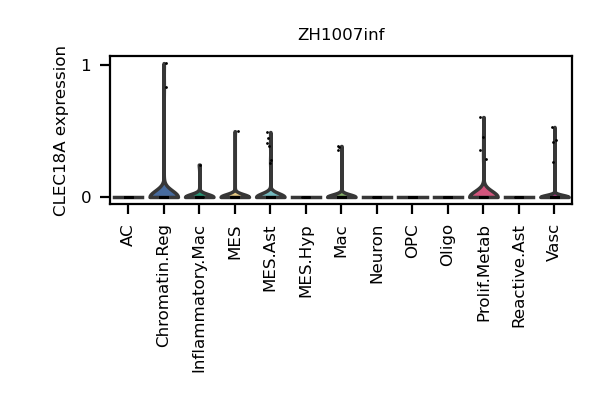 ZH1007inf
CLEC18A expression
1
0
AC
Chromatin.Reg
Inflammatory.Mac
MES
MES.Ast
MES.Hyp
Mac
Neuron
OPC
Oligo
Prolif.Metab
Reactive.Ast
Vasc